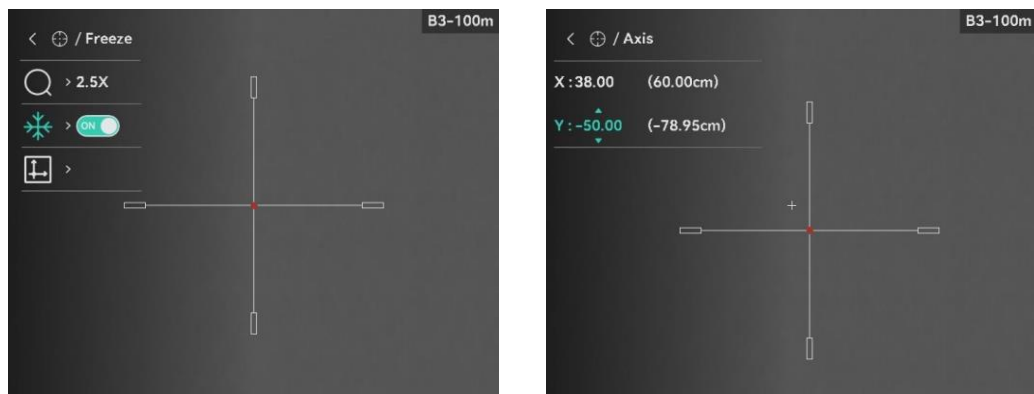 B3-100m
/ Freeze
> 2.5X
> ON
>
B3-100m
/ Axis
X :38.00 (60.00cm)
Y : -50.00 (-78.95cm)